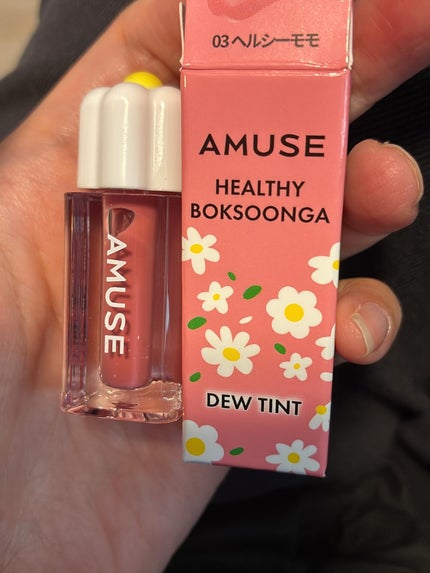 03 ヘルシーモモ
AMUSE
HEALTHY
BOKSOONGA
DEW TINT
AMUSE